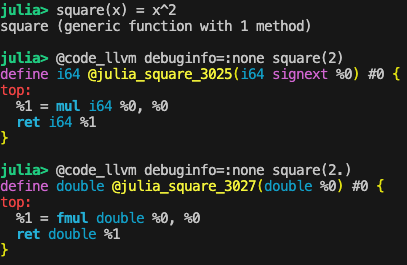 julia> square(x) = x^2
square (generic function with 1 method)
julia> @code_llvm debuginfo=:none square(2)
define i64 @julia_square_3025(i64 signext %0) #0 {
top:
  %1 = mul i64 %0, %0
  ret i64 %1
}
julia> @code_llvm debuginfo=:none square(2.)
define double @julia_square_3027(double %0) #0 {
top:
  %1 = fmul double %0, %0
  ret double %1
}